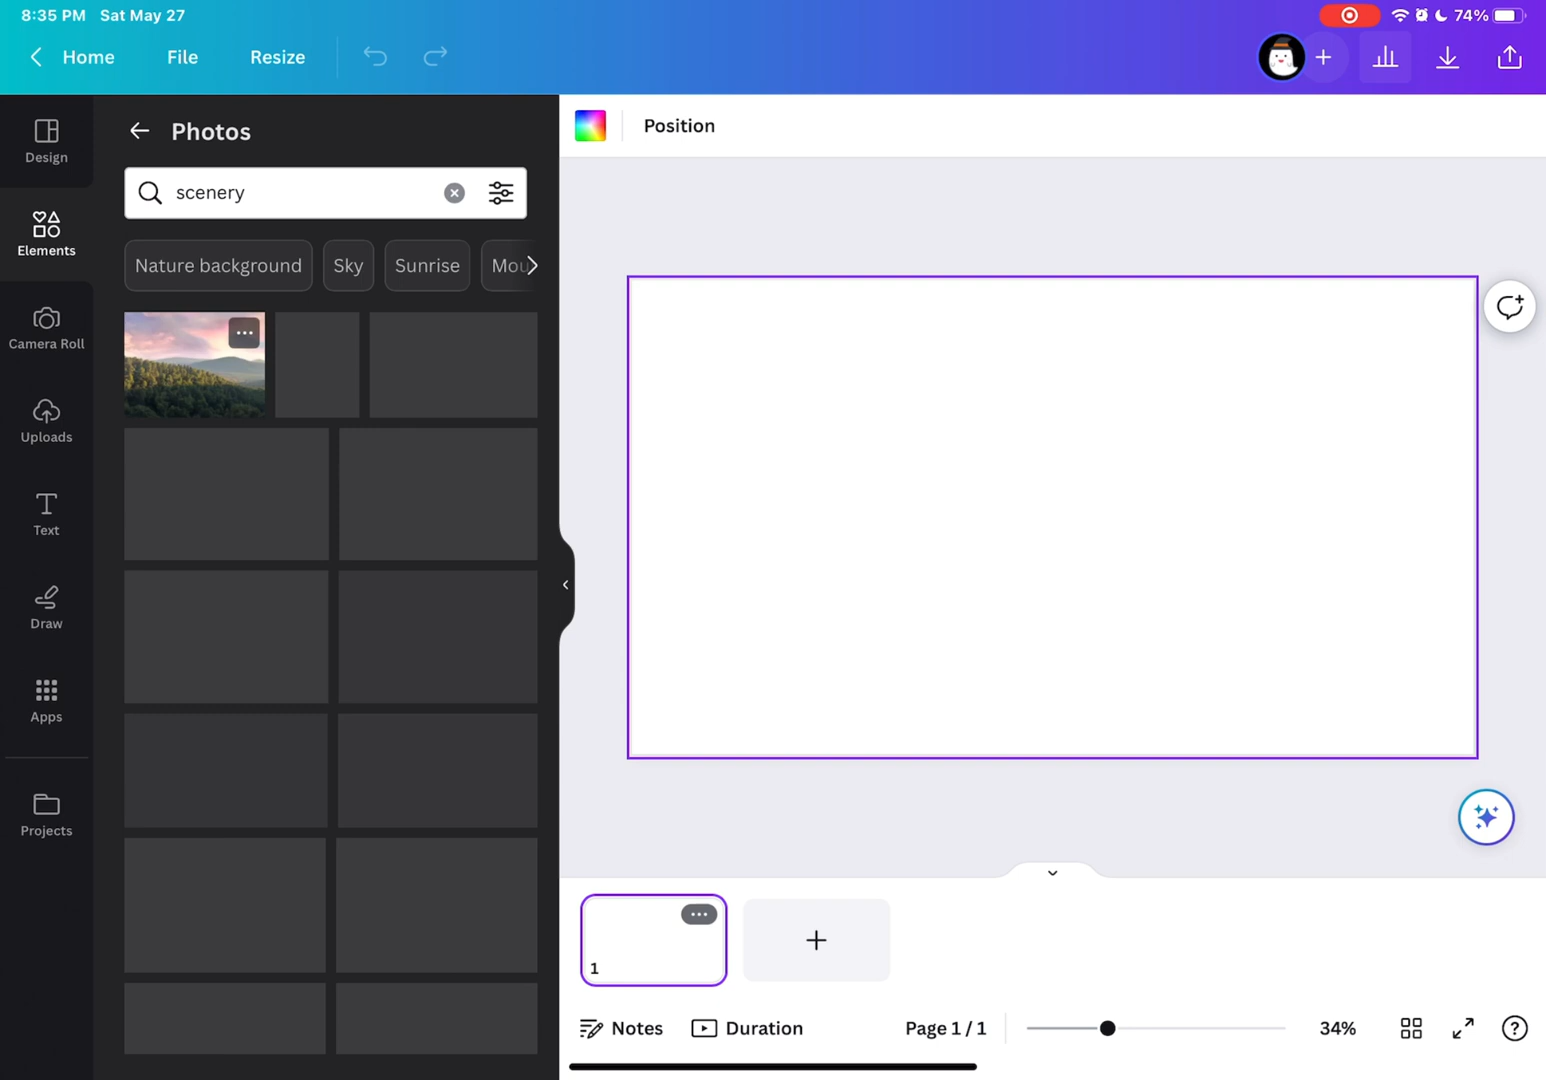 8:35 PM Sat May 27
74%
Home File Resize
Design
Elements
Camera Roll
Uploads
Text
Draw
Apps
Projects
Photos
scenery
Nature background Sky Sunrise Mou
Position
1
Notes Duration Page 1 / 1 34%